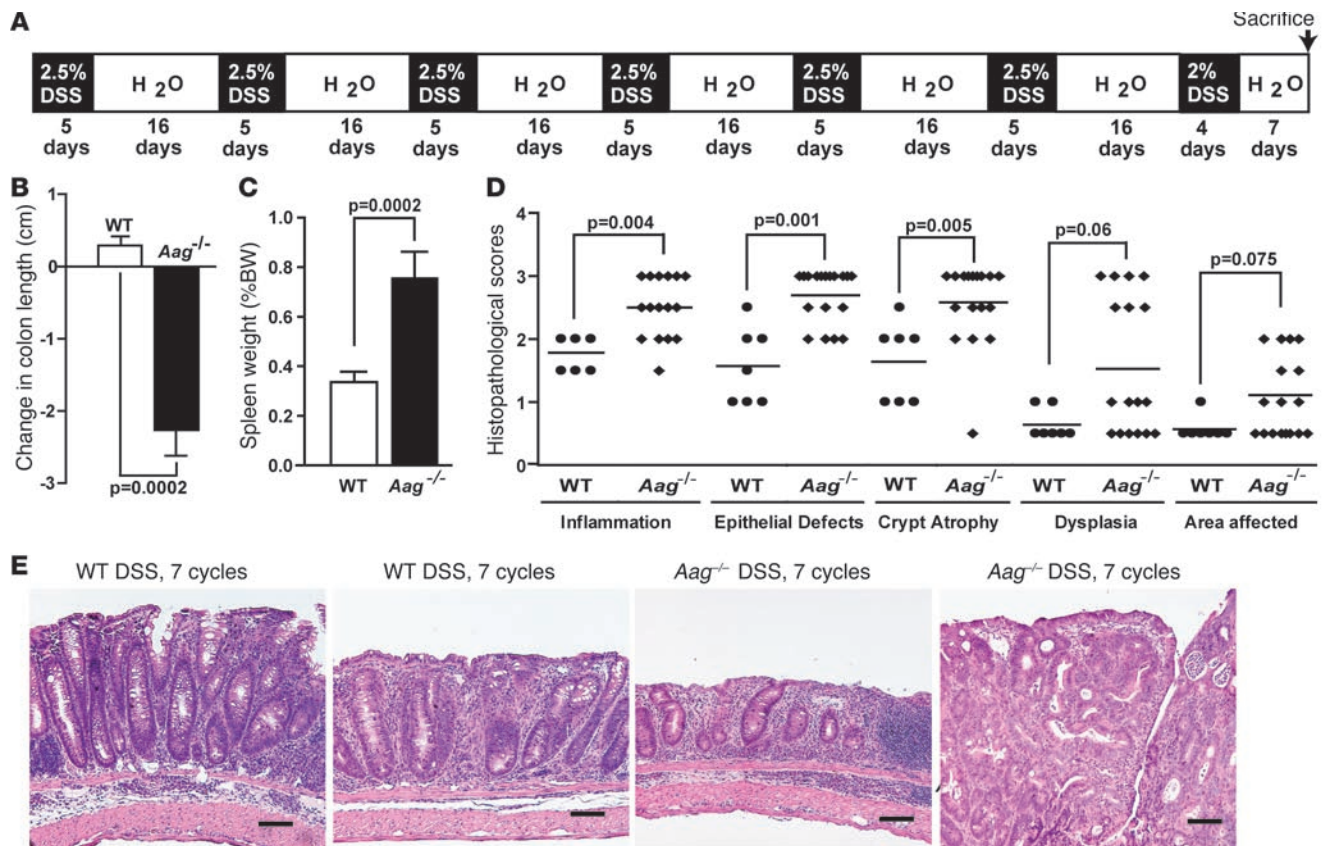 A
Sacrifice
2.5% DSS H 2O 2.5% DSS H 2O 2.5% DSS H 2O 2.5% DSS H 2O 2.5% DSS H 2O 2.5% DSS H 2O 2% DSS H 2O
5 days 16 days 5 days 16 days 5 days 16 days 5 days 16 days 5 days 16 days 5 days 16 days 4 days 7 days
B
Change in colon length (cm)
1
0
-1
-2
-3
WT
Aag-/-
p=0.0002
C
Spleen weight (%BW)
1.0
0.8
0.6
0.4
0.2
0.0
p=0.0002
WT Aag-/-
D
Histopathological scores
4
3
2
1
0
p=0.004
p=0.001
p=0.005
p=0.06
p=0.075
WT Aag-/- WT Aag-/- WT Aag-/- WT Aag-/- WT Aag-/-
Inflammation Epithelial Defects Crypt Atrophy Dysplasia Area affected
E
WT DSS, 7 cycles WT DSS, 7 cycles Aag-/- DSS, 7 cycles Aag-/- DSS, 7 cycles